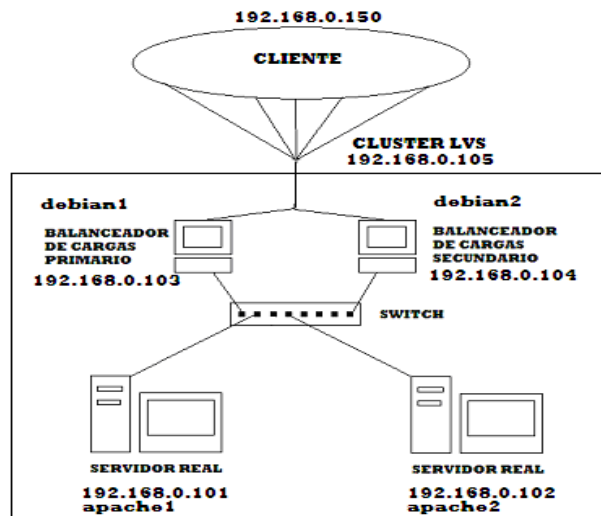 192.168.0.150
CLIENTE
CLUSTER LVS
192.168.0.105
debian1
BALANCEADOR
DE CARGAS
PRIMARIO
192.168.0.103
debian2
BALANCEADOR
DE CARGAS
SECUNDARIO
192.168.0.104
SWITCH
SERVIDOR REAL
192.168.0.101
apache1
SERVIDOR REAL
192.168.0.102
apache2